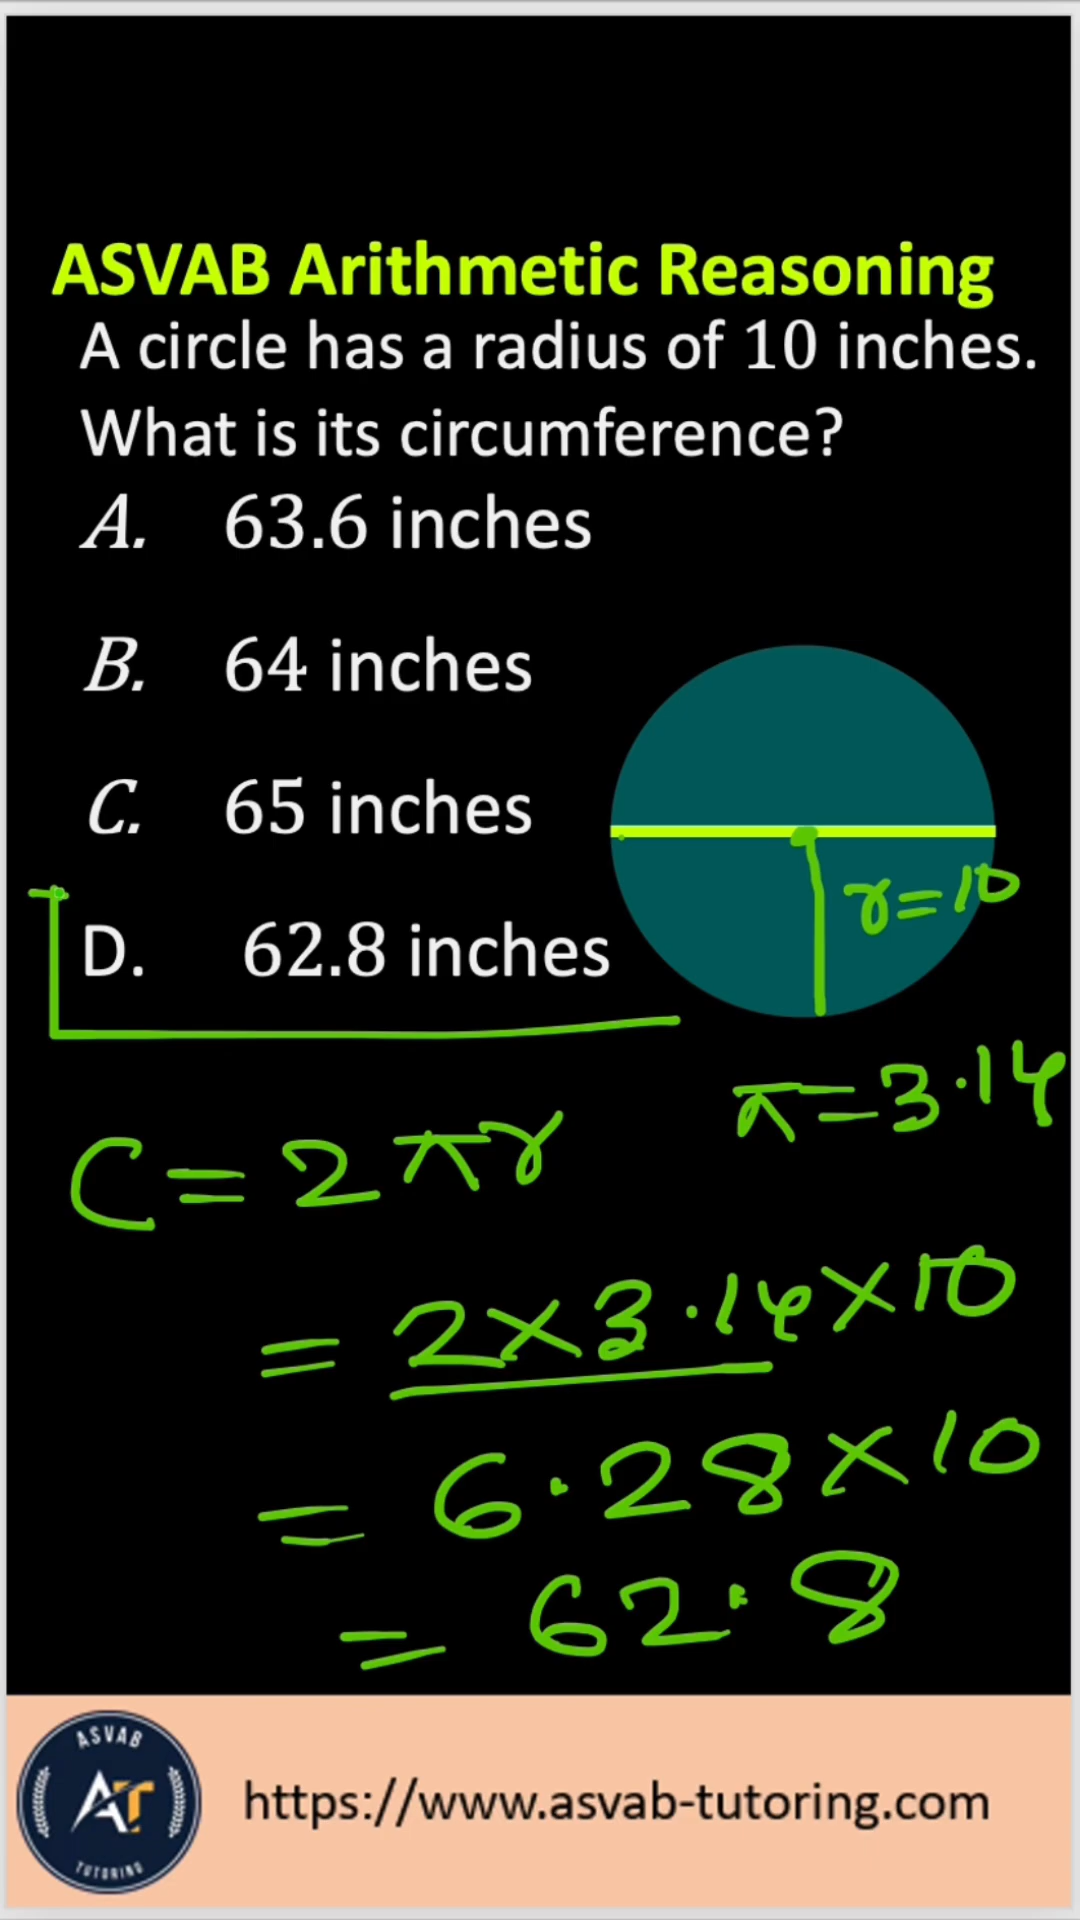 ASVAB Arithmetic Reasoning
A circle has a radius of 10 inches.
What is its circumference?
A. 63.6 inches
B. 64 inches
C. 65 inches
r=10
D. 62.8 inches
π=3.14
C=2πr
= 2×3.14×10
= 6.28×10
= 62.8
ASVAB
AT
TUTORING
https://www.asvab-tutoring.com